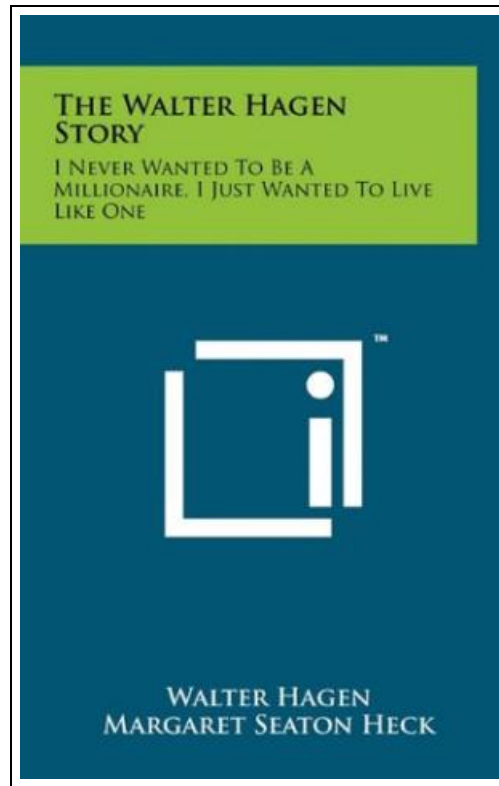 THE WALTER HAGEN
STORY
I NEVER WANTED TO BE A
MILLIONAIRE, I JUST WANTED TO LIVE
LIKE ONE
™
i
WALTER HAGEN
MARGARET SEATON HECK